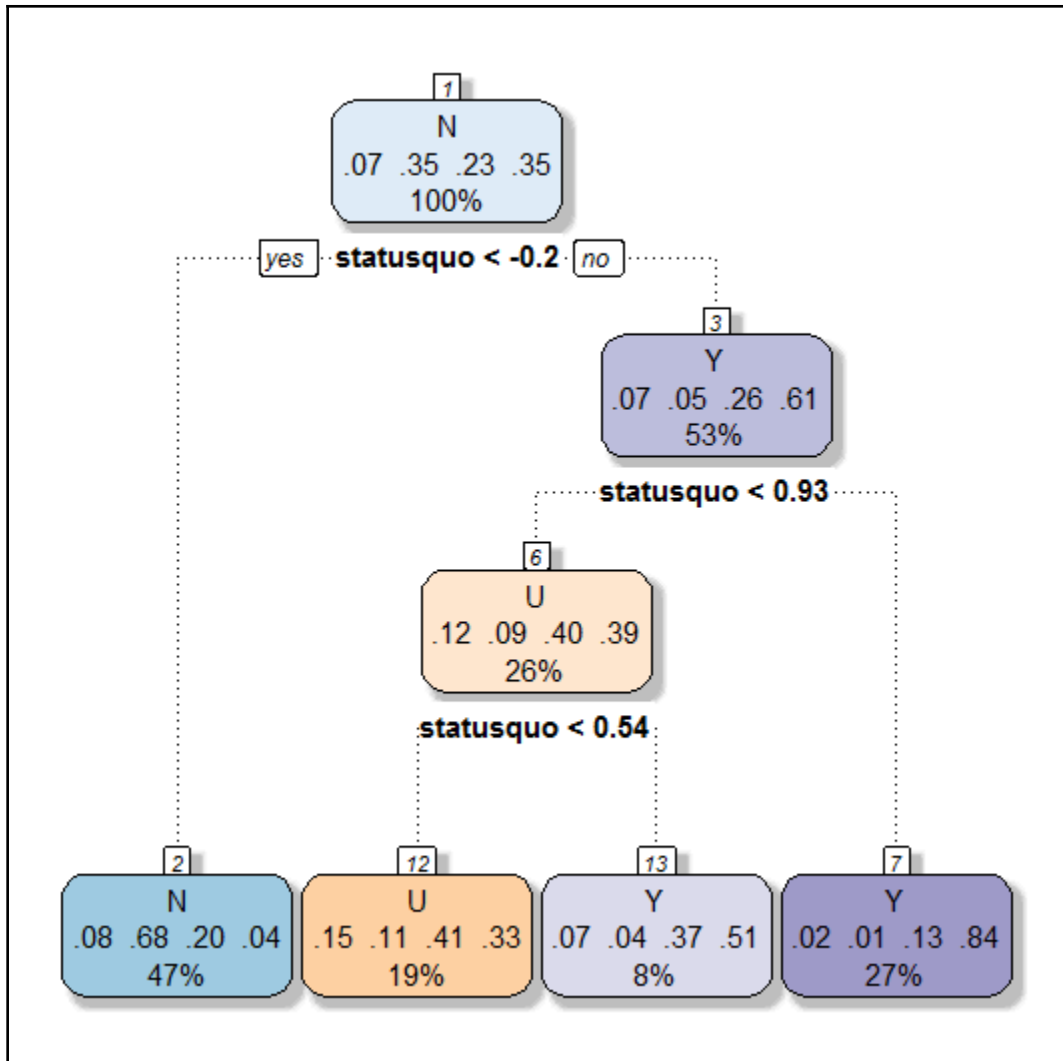 1
N
.07 .35 .23 .35
100%
yes statusquo < -0.2 no
3
Y
.07 .05 .26 .61
53%
statusquo < 0.93
6
U
.12 .09 .40 .39
26%
statusquo < 0.54
2
N
.08 .68 .20 .04
47%
12
U
.15 .11 .41 .33
19%
13
Y
.07 .04 .37 .51
8%
7
Y
.02 .01 .13 .84
27%